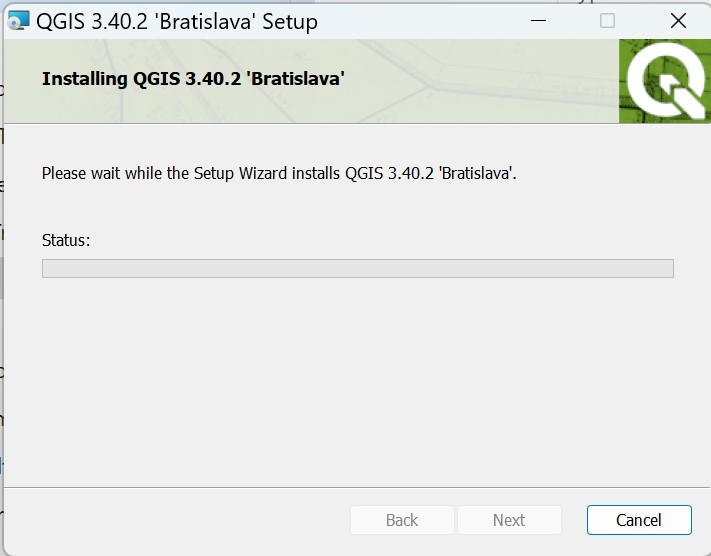 QGIS 3.40.2 'Bratislava' Setup
Installing QGIS 3.40.2 'Bratislava'
Please wait while the Setup Wizard installs QGIS 3.40.2 'Bratislava'.
Status:
Back Next Cancel